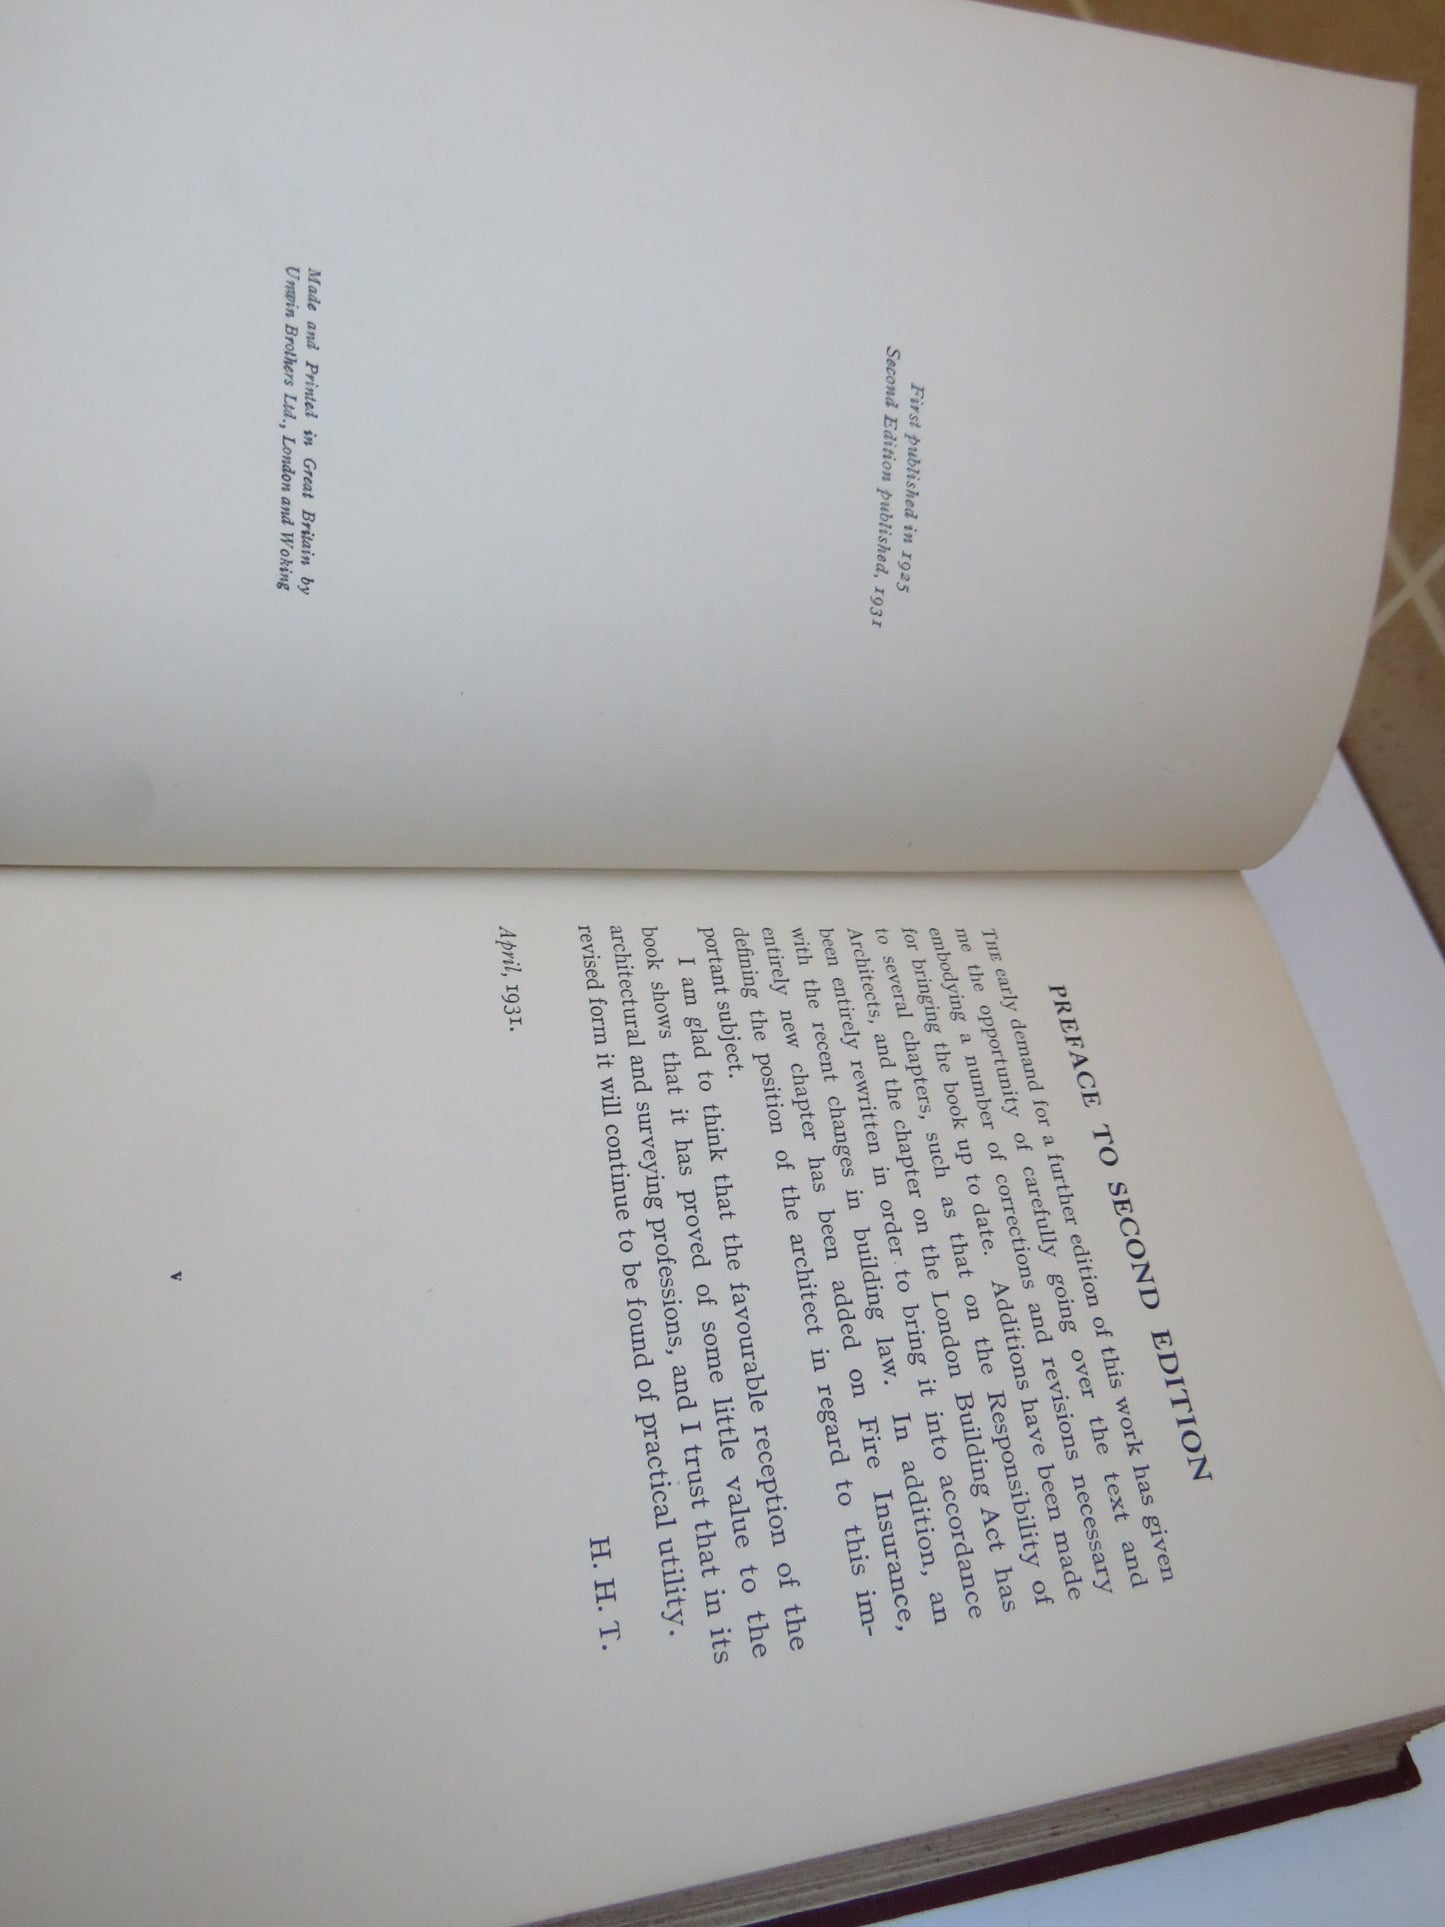 First published in 1925
Second Edition published, 1931
Made and Printed in Great Britain by
Unwin Brothers Ltd., London and Woking
PREFACE TO SECOND EDITION
THE early demand for a further edition of this work has given
me the opportunity of carefully going over the text and
embodying a number of corrections and revisions necessary
for bringing the book up to date. Additions have been made
to several chapters, such as that on the Responsibility of
Architects, and the chapter on the London Building Act has
been entirely rewritten in order to bring it into accordance
with the recent changes in building law. In addition, an
entirely new chapter has been added on Fire Insurance,
defining the position of the architect in regard to this im-
portant subject.
I am glad to think that the favourable reception of the
book shows that it has proved of some little value to the
architectural and surveying professions, and I trust that in its
revised form it will continue to be found of practical utility.
H. H. T.
April, 1931.
v